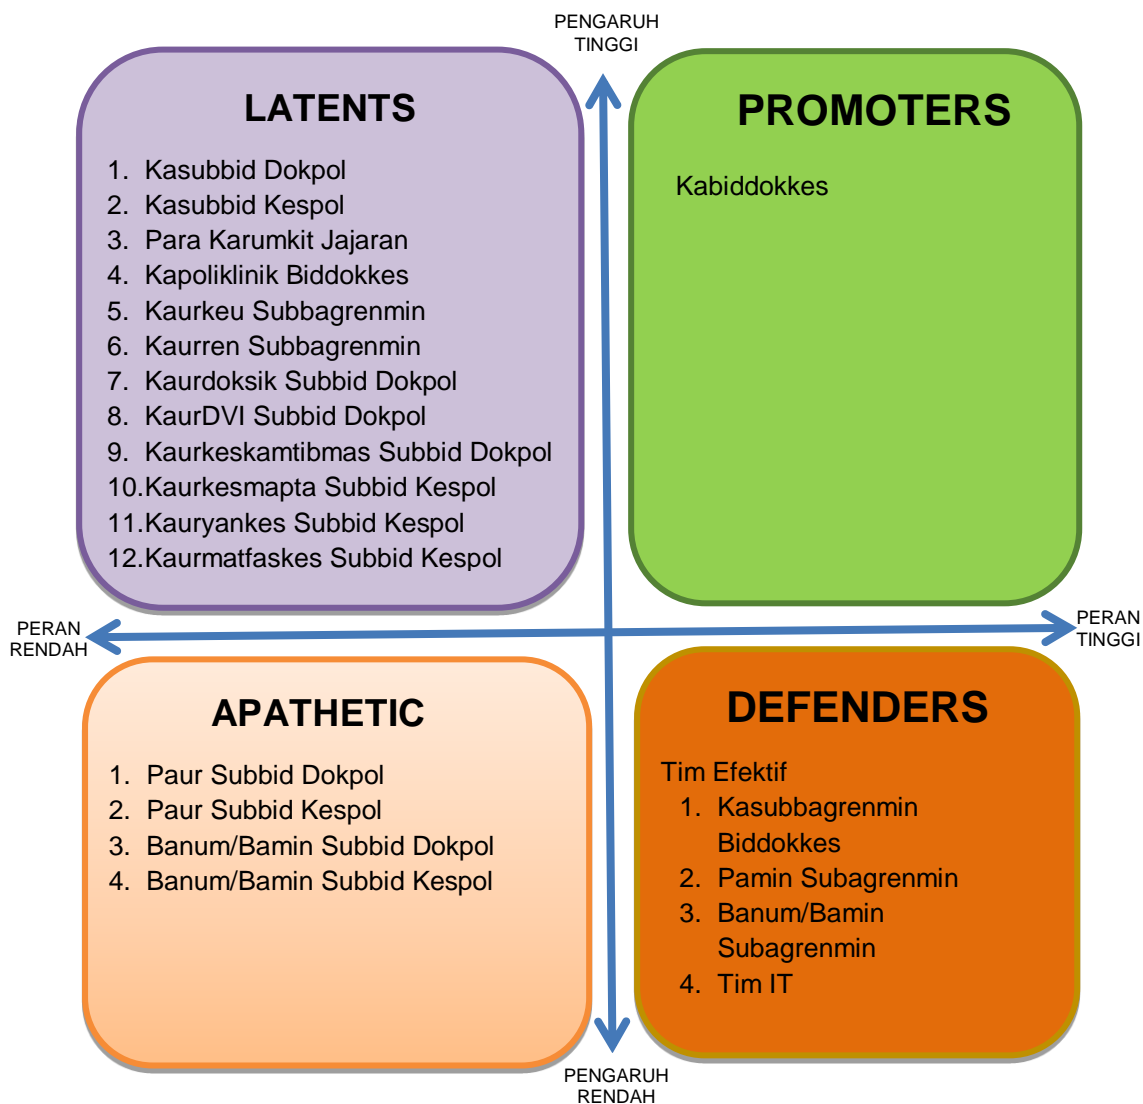 PENGARUH
TINGGI
LATENTS
1. Kasubbid Dokpol
2. Kasubbid Kespol
3. Para Karumkit Jajaran
4. Kapoliklinik Biddokkes
5. Kaurkeu Subbagrenmin
6. Kaurren Subbagrenmin
7. Kaurdoksik Subbid Dokpol
8. KaurDVI Subbid Dokpol
9. Kaurkeskamtibmas Subbid Dokpol
10.Kaurkesmapta Subbid Kespol
11.Kauryankes Subbid Kespol
12.Kaurmatfaskes Subbid Kespol
PROMOTERS
Kabiddokkes
PERAN
RENDAH
PERAN
TINGGI
APATHETIC
1. Paur Subbid Dokpol
2. Paur Subbid Kespol
3. Banum/Bamin Subbid Dokpol
4. Banum/Bamin Subbid Kespol
DEFENDERS
Tim Efektif
1. Kasubbagrenmin
Biddokkes
2. Pamin Subagrenmin
3. Banum/Bamin
Subagrenmin
4. Tim IT
PENGARUH
RENDAH